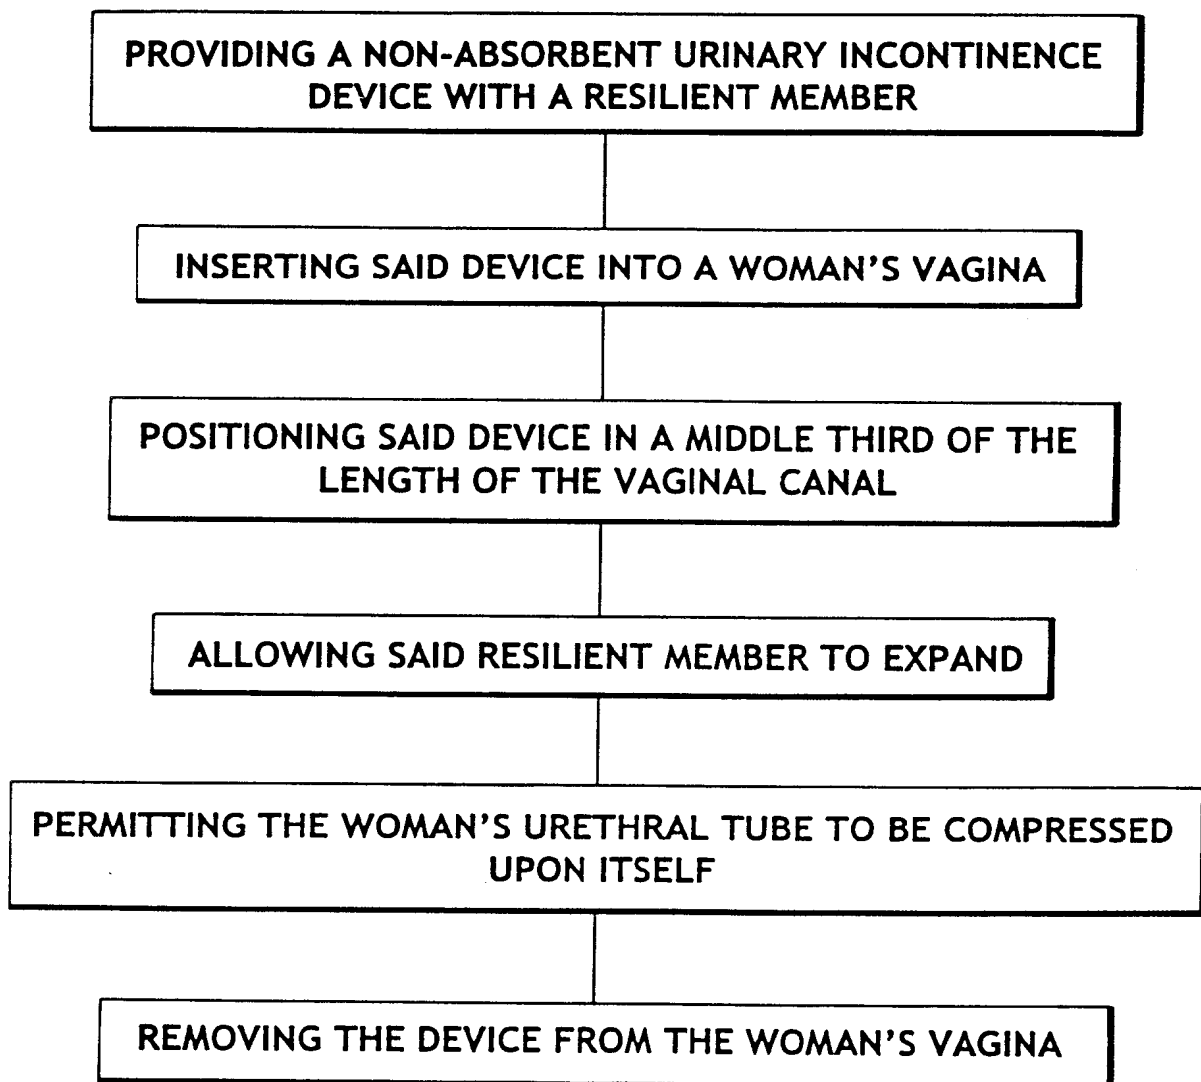 PROVIDING A NON-ABSORBENT URINARY INCONTINENCE
DEVICE WITH A RESILIENT MEMBER
INSERTING SAID DEVICE INTO A WOMAN'S VAGINA
POSITIONING SAID DEVICE IN A MIDDLE THIRD OF THE
LENGTH OF THE VAGINAL CANAL
ALLOWING SAID RESILIENT MEMBER TO EXPAND
PERMITTING THE WOMAN'S URETHRAL TUBE TO BE COMPRESSED
UPON ITSELF
REMOVING THE DEVICE FROM THE WOMAN'S VAGINA